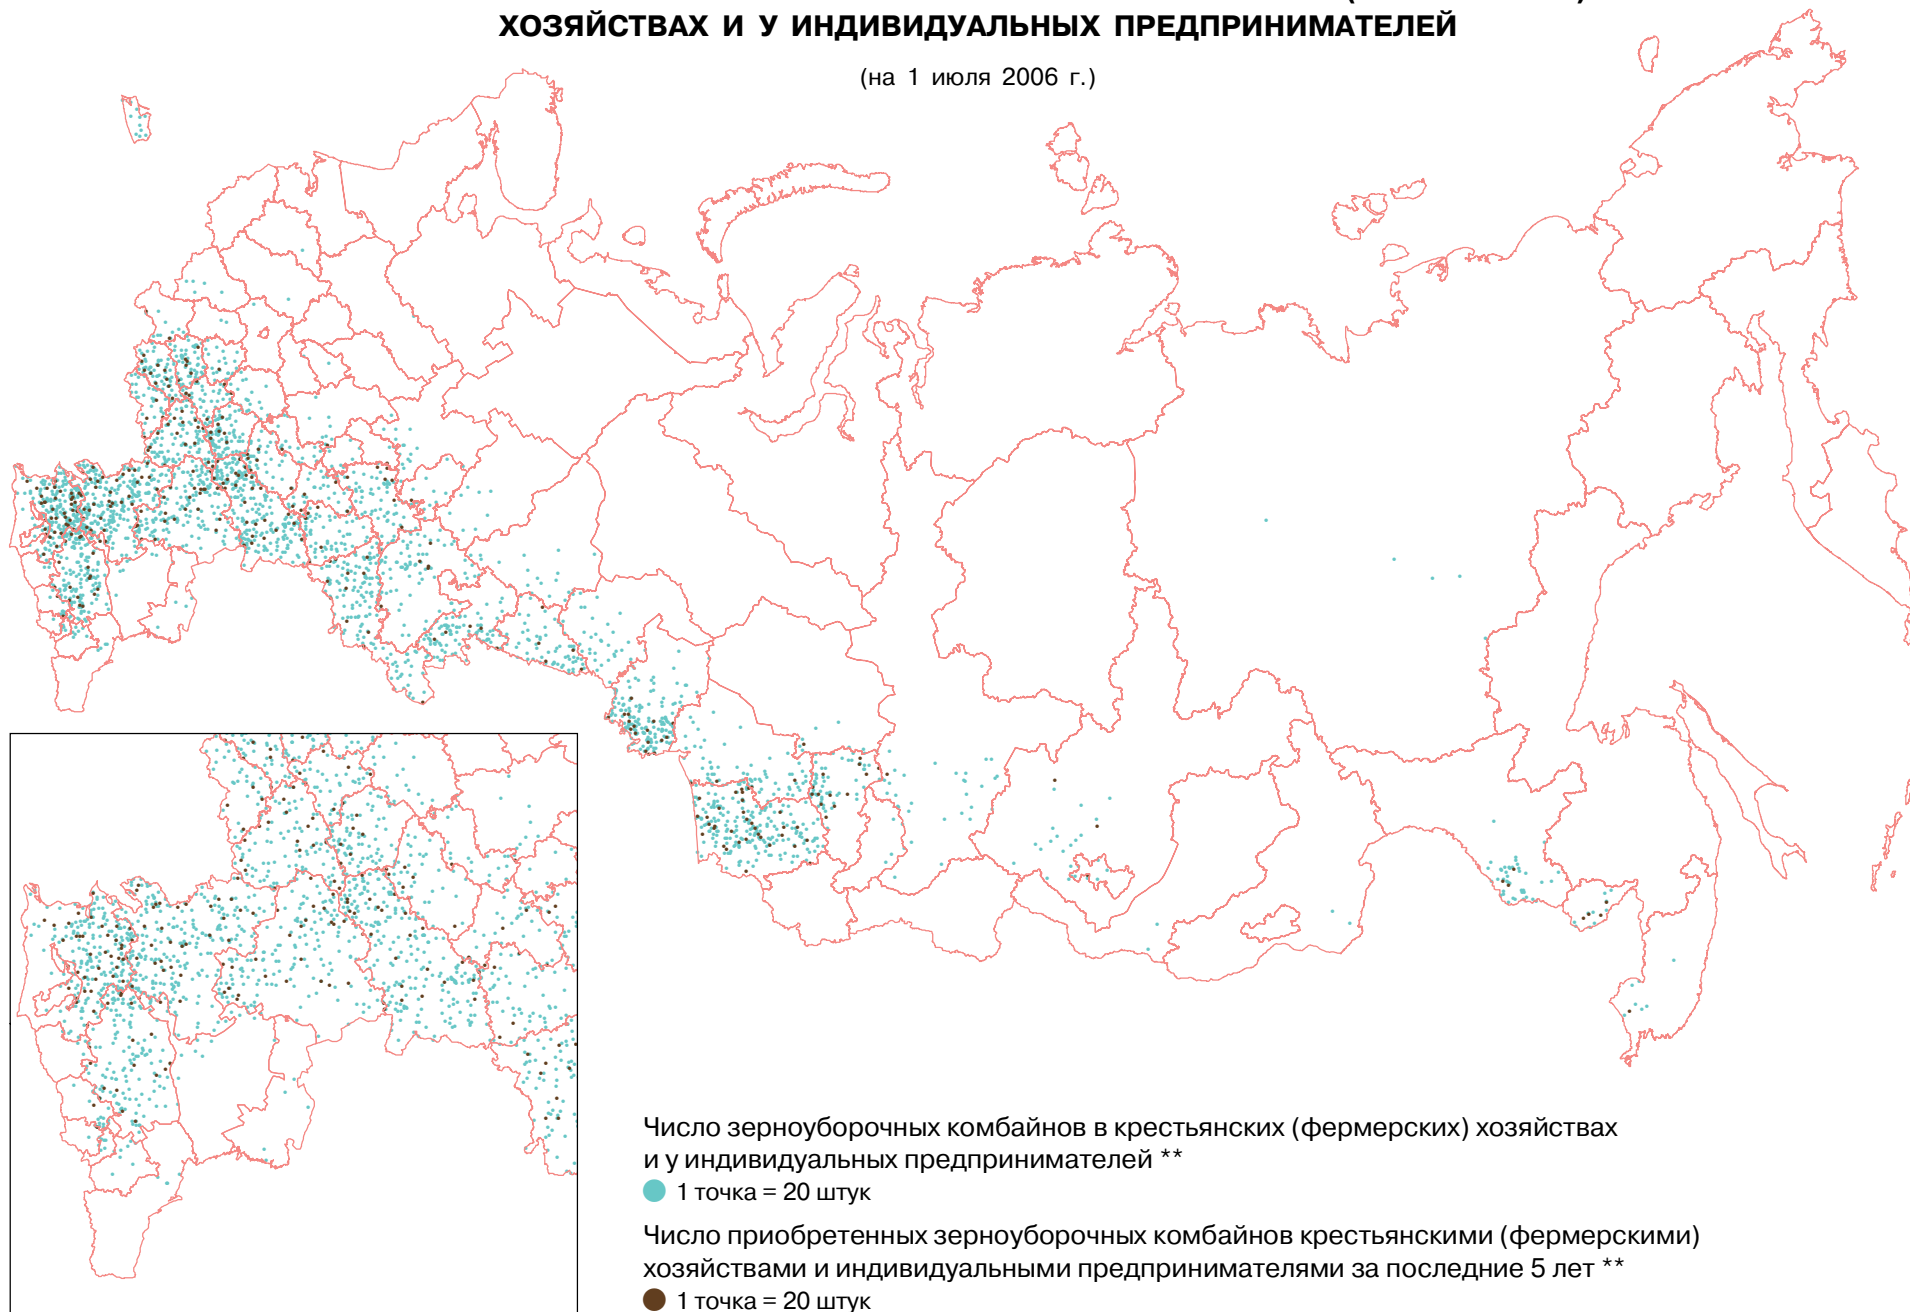 ХОЗЯЙСТВАХ И У ИНДИВИДУАЛЬНЫХ ПРЕДПРИНИМАТЕЛЕЙ
(на 1 июля 2006 г.)
Число зерноуборочных комбайнов в крестьянских (фермерских) хозяйствах
и у индивидуальных предпринимателей **
1 точка = 20 штук
Число приобретенных зерноуборочных комбайнов крестьянскими (фермерскими)
хозяйствами и индивидуальными предпринимателями за последние 5 лет **
1 точка = 20 штук